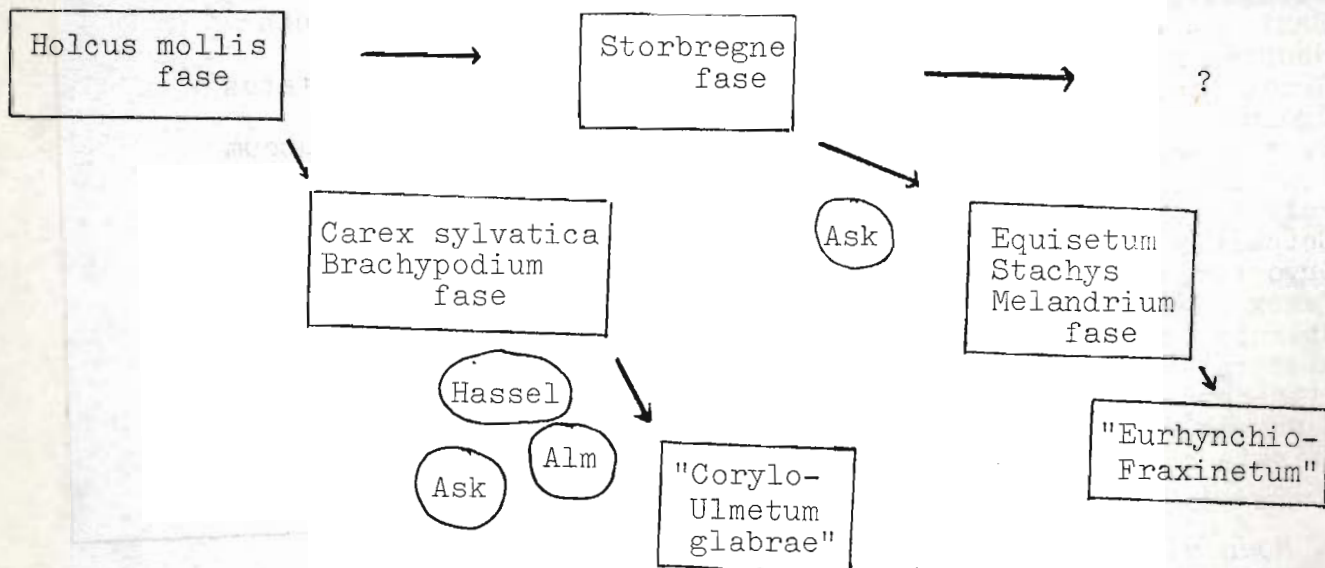 Holcus mollis
fase
Storbregne
fase
?
Carex sylvatica
Brachypodium
fase
Ask
Equisetum
Stachys
Melandrium
fase
Hassel
Alm
Ask
"Corylo-
Ulmetum
glabrae"
"Eurhynchio-
Fraxinetum"